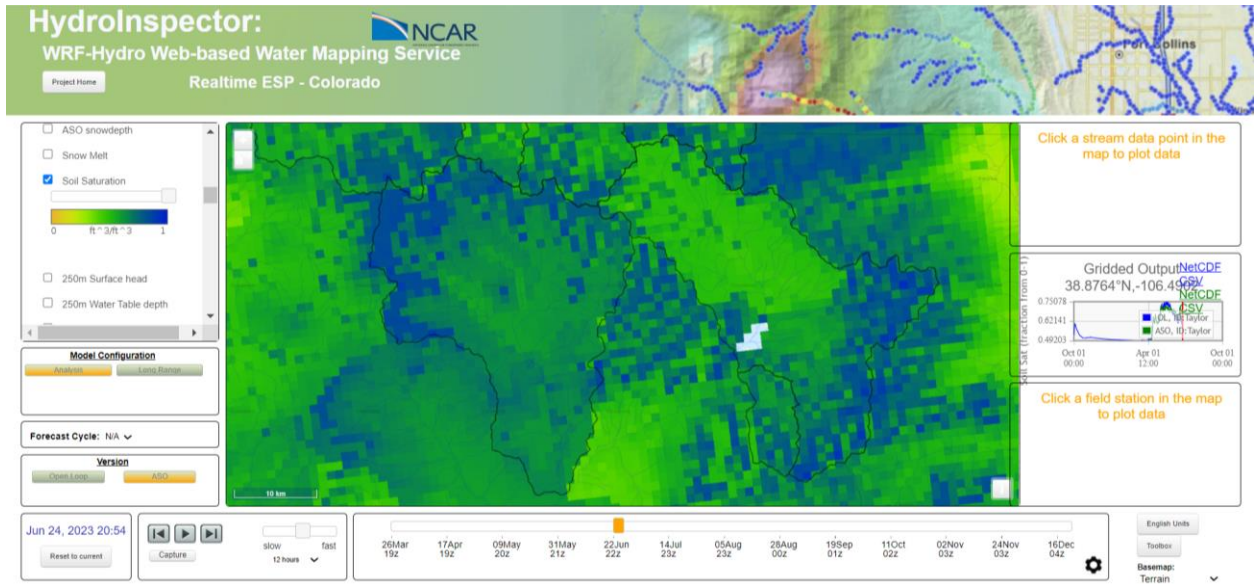 HydroInspector:
NCAR
WRF-Hydro Web-based Water Mapping Service
Project Home
Realtime ESP - Colorado
ASO snowdepth
Snow Melt
Soil Saturation
0 ft^3/ft^3 1
250m Surface head
250m Water Table depth
Model Configuration
Analysis Long Range
Forecast Cycle: N/A
Version
Open Loop ASO
10 km
Click a stream data point in the
map to plot data
Soil Sat (fraction from 0-1)
Gridded Output
38.8764°N,-106.490
NetCDF
CSV
NetCDF
CSV
0.75078
0.62141
0.49203
OL, ID:Taylor
ASO, ID:Taylor
Oct 01 Apr 01 Oct 01
00:00 12:00 00:00
Click a field station in the map
to plot data
Jun 24, 2023 20:54
Reset to current
Capture
slow fast
12 hours
26Mar 17Apr 09May 31May 22Jun 14Jul 05Aug 28Aug 19Sep 11Oct 02Nov 24Nov 16Dec
19z 19z 20z 21z 22z 23z 23z 00z 01z 02z 03z 03z 04z
English Units
Toolbox
Basemap:
Terrain